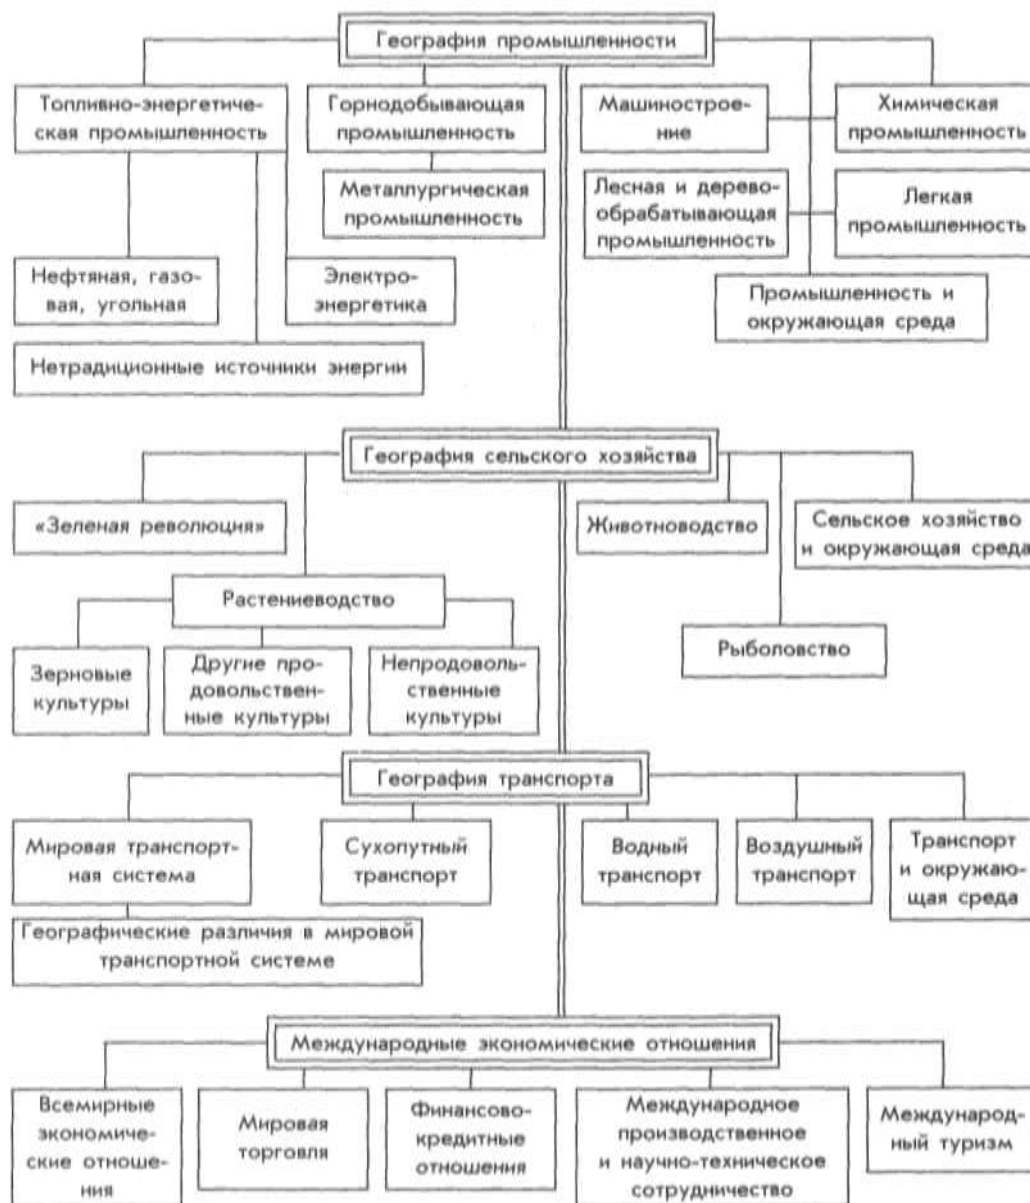 География промышленности
Топливно-энергетиче-
ская промышленность
Горнодобывающая
промышленность
Машинострое-
ние
Химическая
промышленность
Металлургическая
промышленность
Лесная и дерево-
обрабатывающая
промышленность
Легкая
промышленность
Нефтяная, газо-
вая, угольная
Электро-
энергетика
Промышленность и
окружающая среда
Нетрадиционные источники энергии
География сельского хозяйства
«Зеленая революция»
Животноводство
Сельское хозяйство
и окружающая среда
Растениеводство
Рыболовство
Зерновые
культуры
Другие про-
довольствен-
ные культуры
Непродоволь-
ственные
культуры
География транспорта
Мировая транспорт-
ная система
Сухопутный
транспорт
Водный
транспорт
Воздушный
транспорт
Транспорт
и окружаю-
щая среда
Географические различия в мировой
транспортной системе
Международные экономические отношения
Всемирные
экономиче-
ские отноше-
ния
Мировая
торговля
Финансово-
кредитные
отношения
Международное
производственное
и научно-техническое
сотрудничество
Международ-
ный туризм